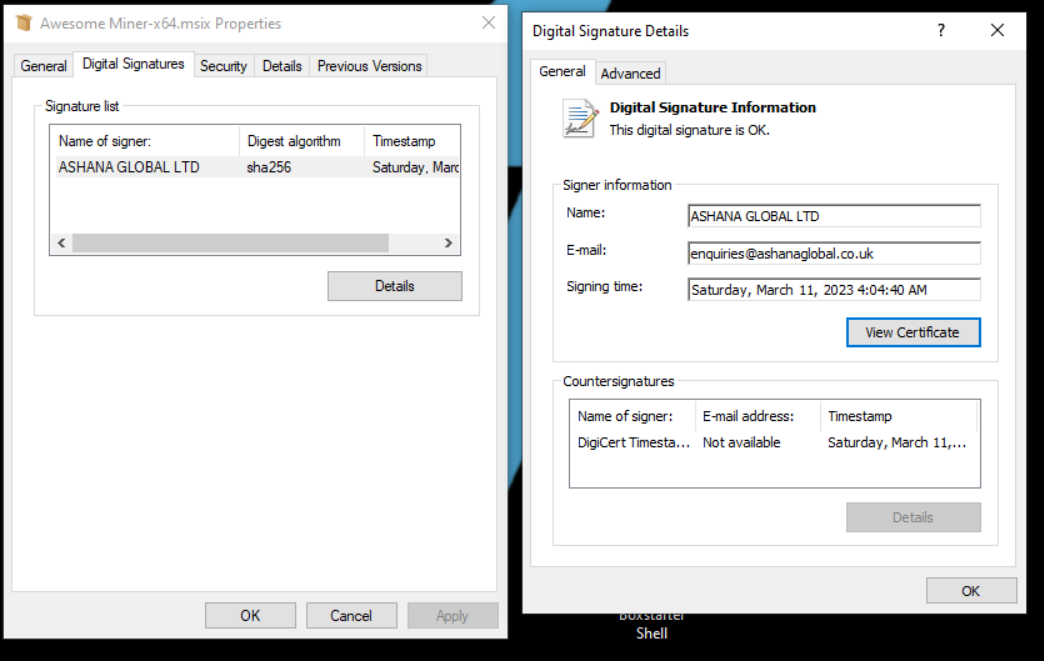 Awesome Miner-x64.msix Properties
General Digital Signatures Security Details Previous Versions
Signature list
Name of signer: Digest algorithm Timestamp
ASHANA GLOBAL LTD sha256 Saturday, Marc
Details
OK Cancel Apply
Digital Signature Details ?
General Advanced
Digital Signature Information
This digital signature is OK.
Signer information
Name: ASHANA GLOBAL LTD
E-mail: enquiries@ashanaglobal.co.uk
Signing time: Saturday, March 11, 2023 4:04:40 AM
View Certificate
Countersignatures
Name of signer: E-mail address: Timestamp
DigiCert Timesta... Not available Saturday, March 11,...
Details
OK
Boxstarter
Shell